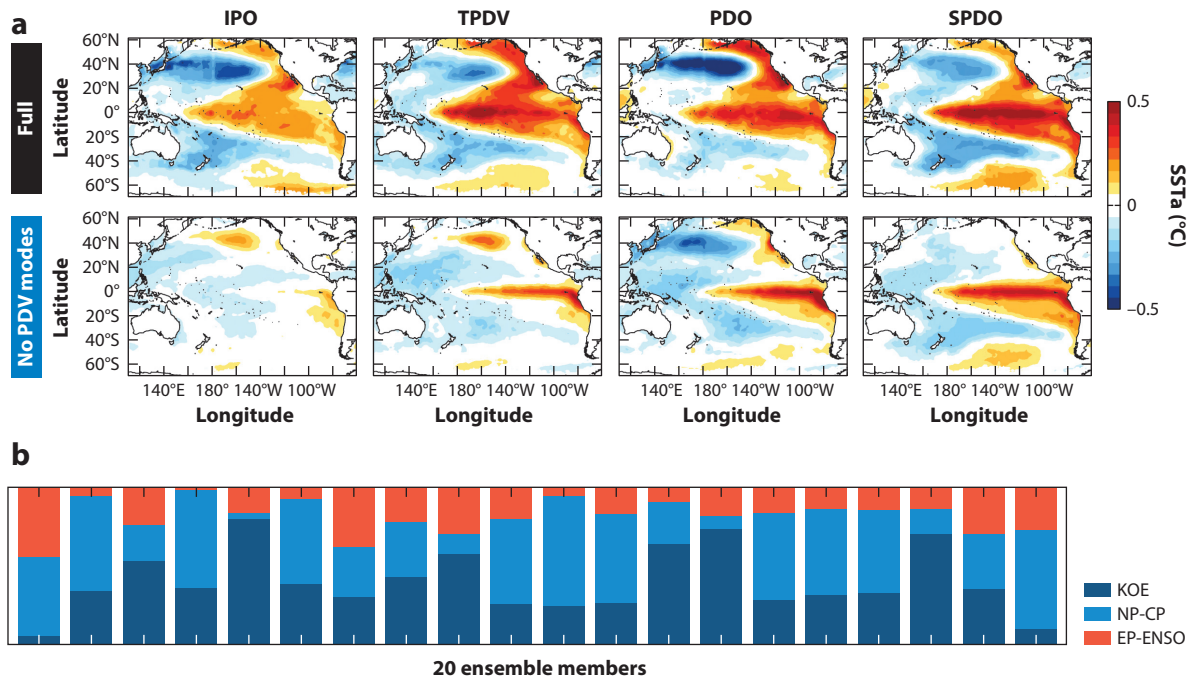 a
IPO
TPDV
PDO
SPDO
Full
Latitude
60°N
40°N
20°N
0°
20°S
40°S
60°S
No PDV modes
Latitude
60°N
40°N
20°N
0°
20°S
40°S
60°S
140°E 180° 140°W 100°W
140°E 180° 140°W 100°W
140°E 180° 140°W 100°W
140°E 180° 140°W 100°W
Longitude
Longitude
Longitude
Longitude
0.5
0
−0.5
SSTa (°C)
b
KOE
NP-CP
EP-ENSO
20 ensemble members